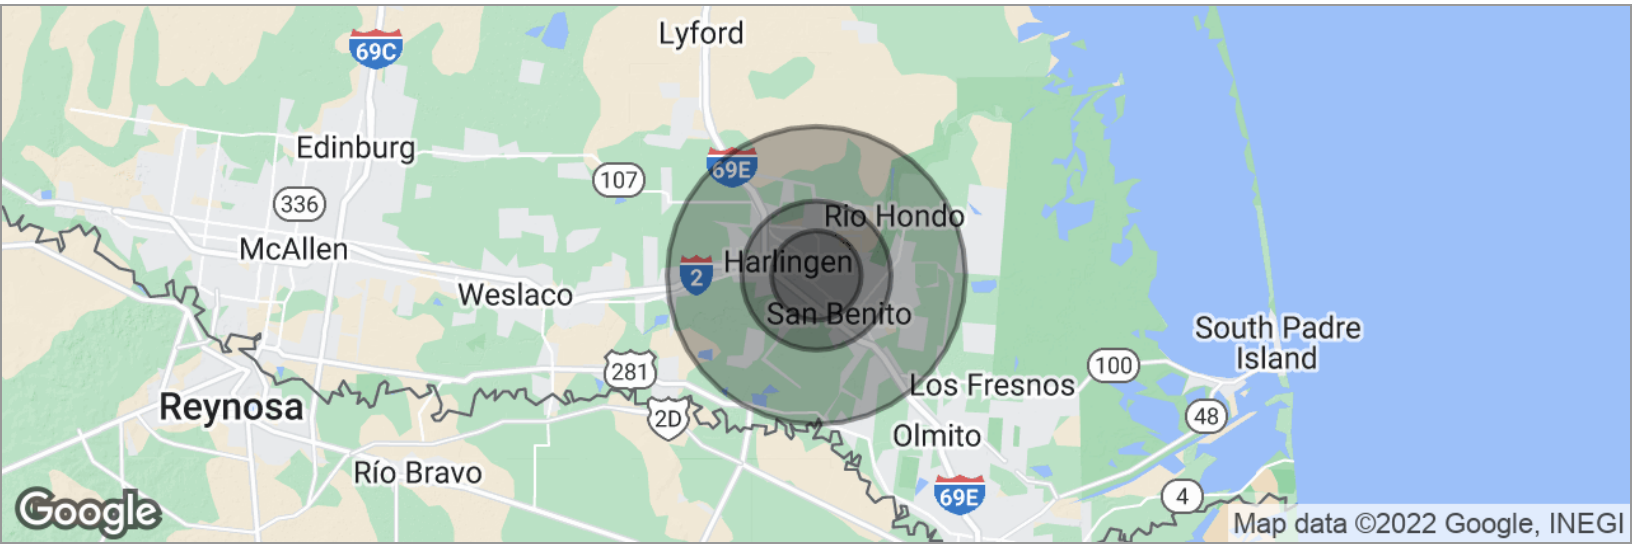 Lyford
69C
Edinburg
107
69E
336
Rio Hondo
McAllen
Harlingen
2
Weslaco
San Benito
South Padre
Island
281
100
Los Fresnos
Reynosa
2D
48
Olmito
Río Bravo
69E
4
Google
Map data ©2022 Google, INEGI